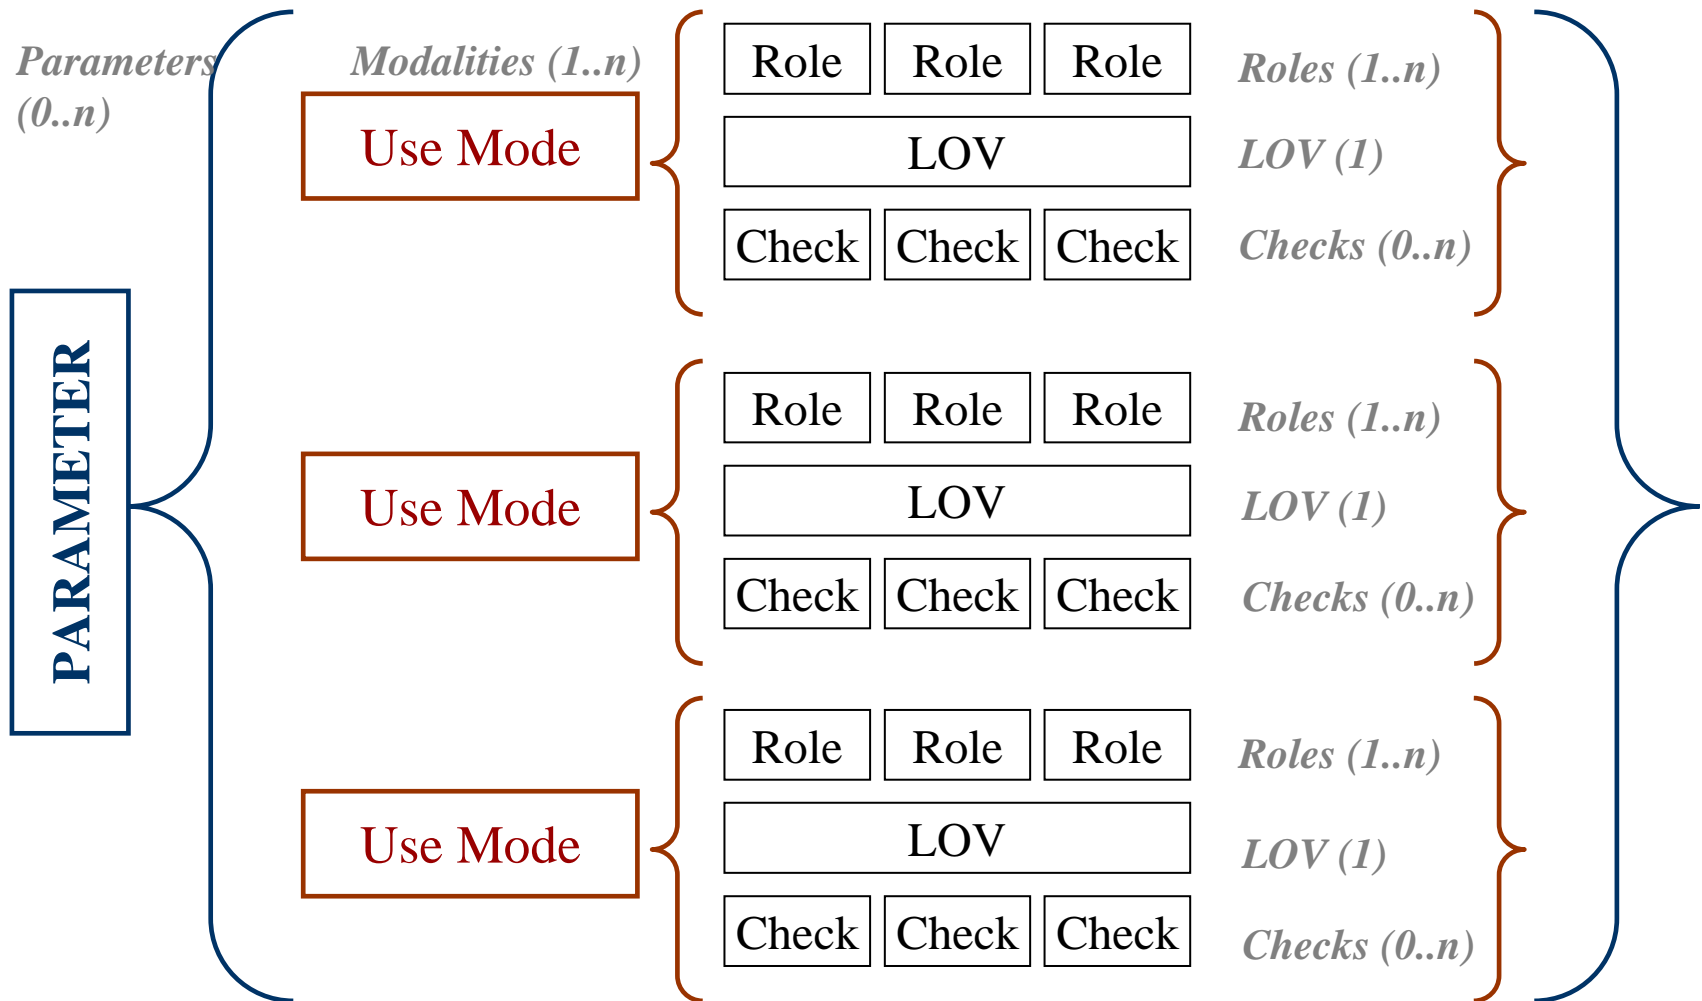 Parameters
(0..n)
PARAMETER
Modalities (1..n)
Use Mode
Role Role Role
Roles (1..n)
LOV
LOV (1)
Check Check Check
Checks (0..n)
Use Mode
Role Role Role
Roles (1..n)
LOV
LOV (1)
Check Check Check
Checks (0..n)
Use Mode
Role Role Role
Roles (1..n)
LOV
LOV (1)
Check Check Check
Checks (0..n)